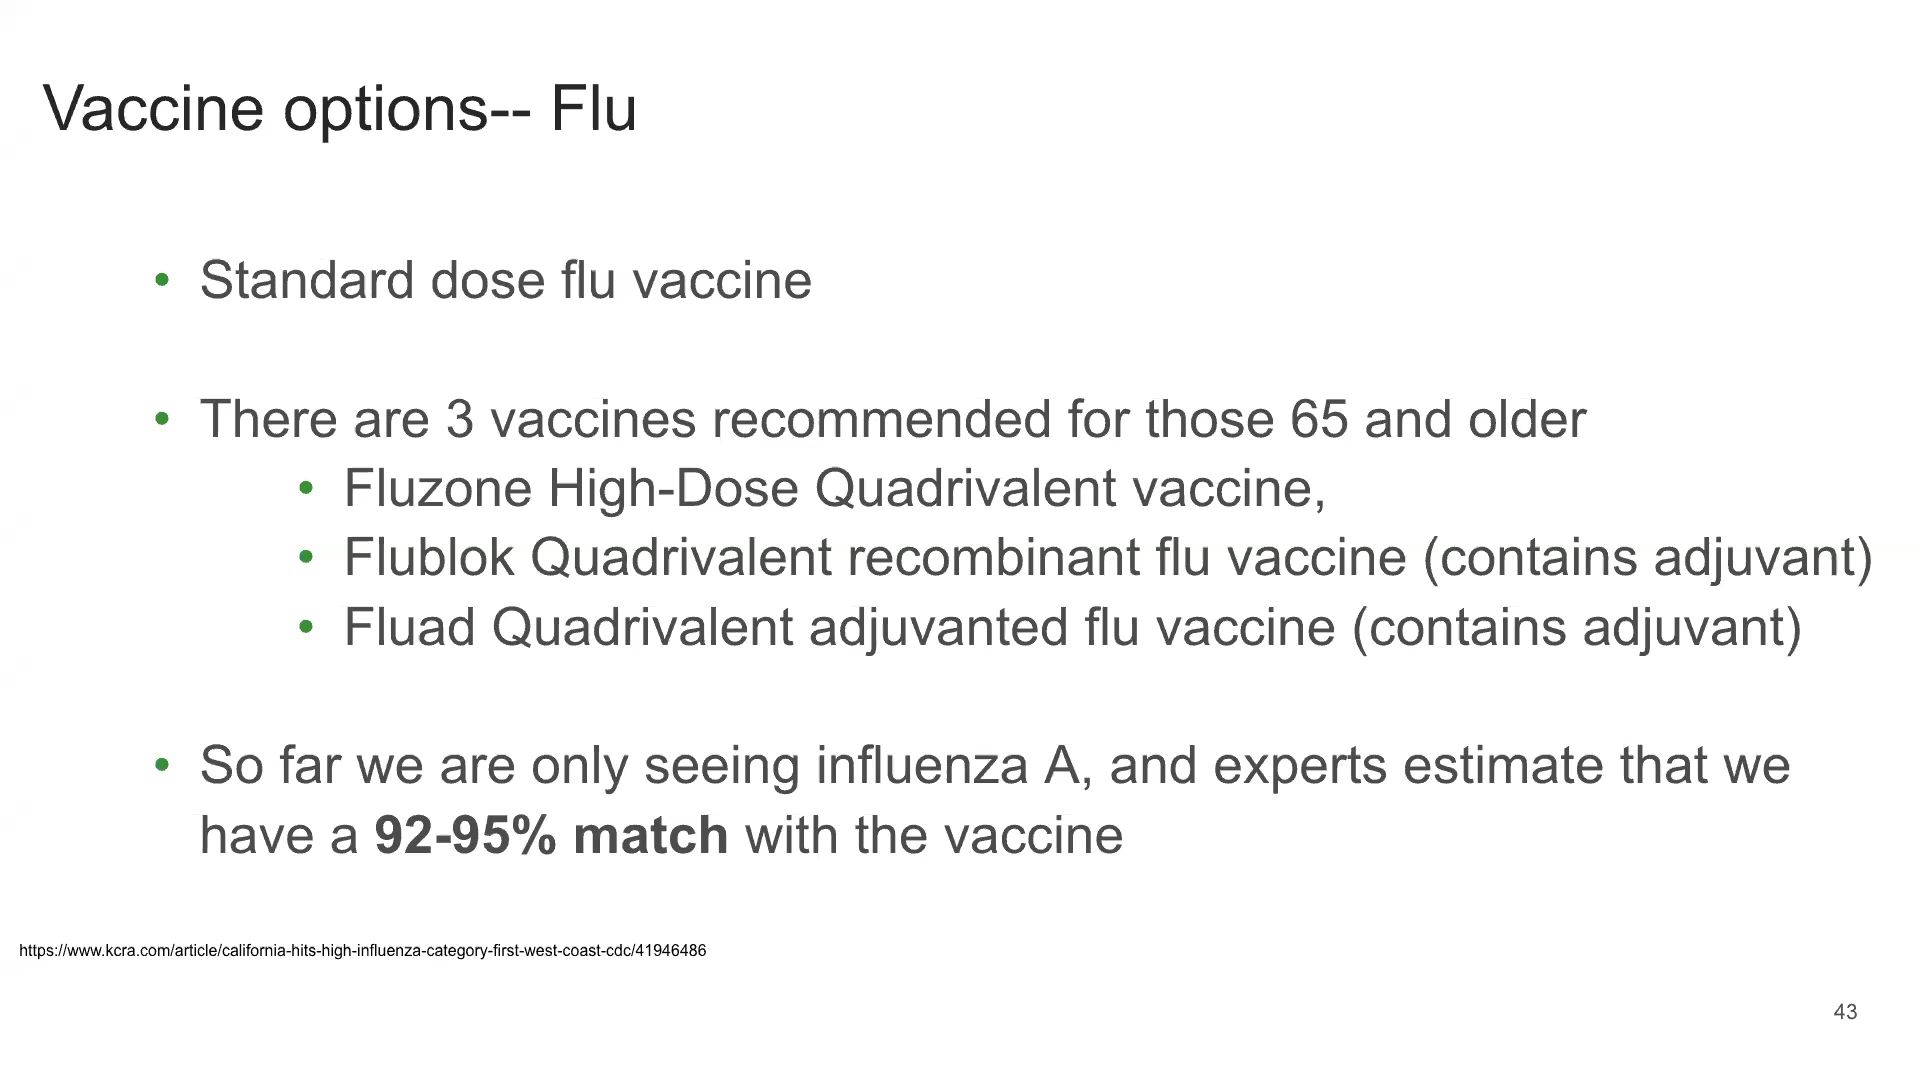 Vaccine options-- Flu
• Standard dose flu vaccine
• There are 3 vaccines recommended for those 65 and older
• Fluzone High-Dose Quadrivalent vaccine,
• Flublok Quadrivalent recombinant flu vaccine (contains adjuvant)
• Fluad Quadrivalent adjuvanted flu vaccine (contains adjuvant)
• So far we are only seeing influenza A, and experts estimate that we
have a 92-95% match with the vaccine
https://www.kcra.com/article/california-hits-high-influenza-category-first-west-coast-cdc/41946486
43